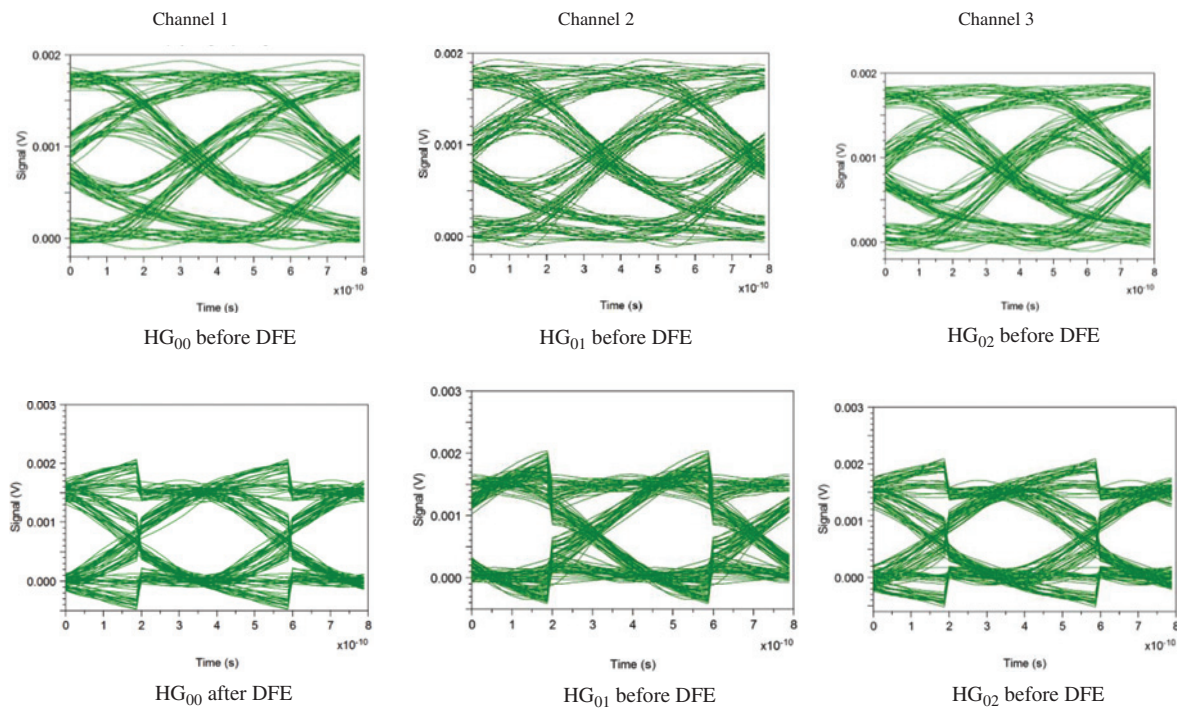 Channel 1
Channel 2
Channel 3
0.002
0.001
0.000
Signal (V)
0 1 2 3 4 5 6 7 8
x10-10
Time (s)
HG00 before DFE
0.002
0.001
0.000
Signal (V)
0 1 2 3 4 5 6 7 8
x10-10
Time (s)
HG01 before DFE
0.002
0.001
0.000
Signal (V)
0 1 2 3 4 5 6 7 8
x10-10
Time (s)
HG02 before DFE
0.003
0.002
0.001
0.000
Signal (V)
0 1 2 3 4 5 6 7 8
x10-10
Time (s)
HG00 after DFE
0.003
0.002
0.001
0.000
Signal (V)
0 1 2 3 4 5 6 7 8
x10-10
Time (s)
HG01 before DFE
0.003
0.002
0.001
0.000
Signal (V)
0 1 2 3 4 5 6 7 8
x10-10
Time (s)
HG02 before DFE